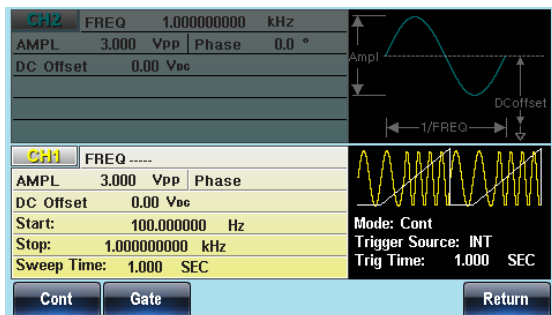 CH2 FREQ 1.000000000 kHz
AMPL 3.000 Vpp Phase 0.0 °
DC Offset 0.00 VDC
Ampl
DCoffset
1/FREQ
CH1 FREQ -----
AMPL 3.000 Vpp Phase
DC Offset 0.00 VDC
Start: 100.000000 Hz
Stop: 1.000000000 kHz
Sweep Time: 1.000 SEC
Mode: Cont
Trigger Source: INT
Trig Time: 1.000 SEC
Cont Gate Return